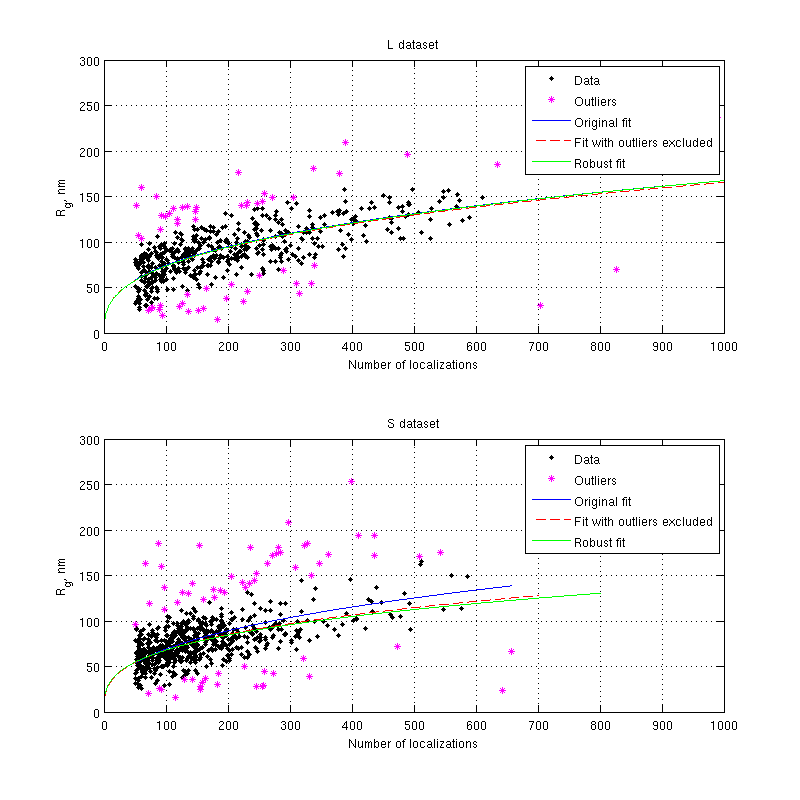 L dataset
300
250
200
150
100
50
0
R_g, nm
Data
Outliers
Original fit
Fit with outliers excluded
Robust fit
0 100 200 300 400 500 600 700 800 900 1000
Number of localizations
S dataset
300
250
200
150
100
50
0
R_g, nm
Data
Outliers
Original fit
Fit with outliers excluded
Robust fit
0 100 200 300 400 500 600 700 800 900 1000
Number of localizations